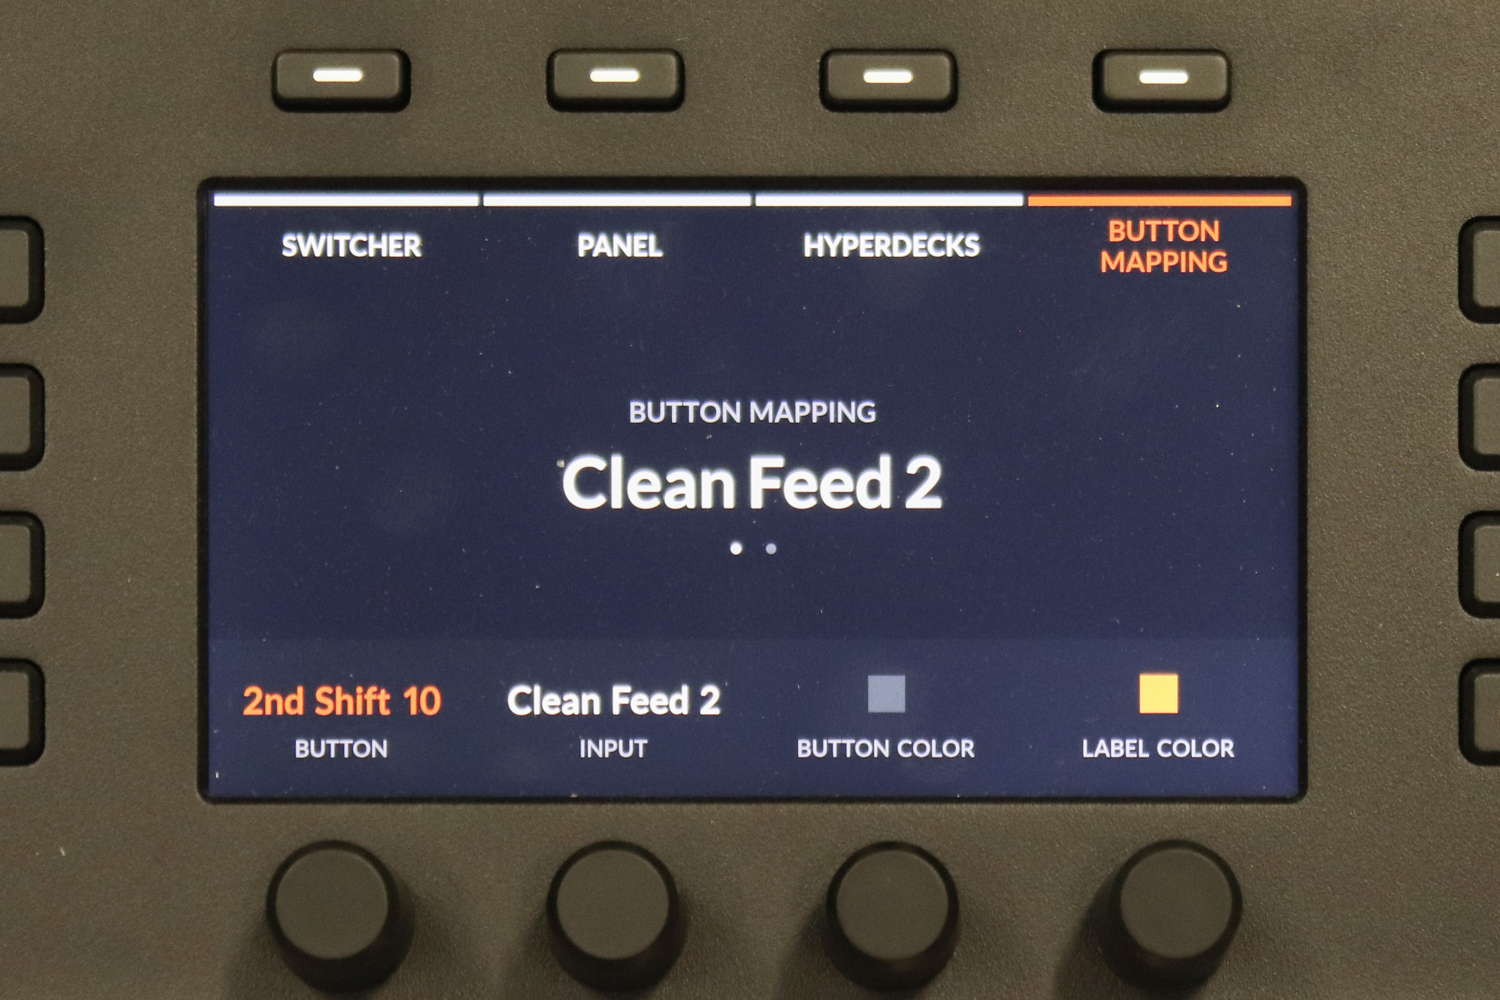 SWITCHER
PANEL
HYPERDECKS
BUTTON
MAPPING
BUTTON MAPPING
Clean Feed 2
2nd Shift 10
BUTTON
Clean Feed 2
INPUT
BUTTON COLOR
LABEL COLOR